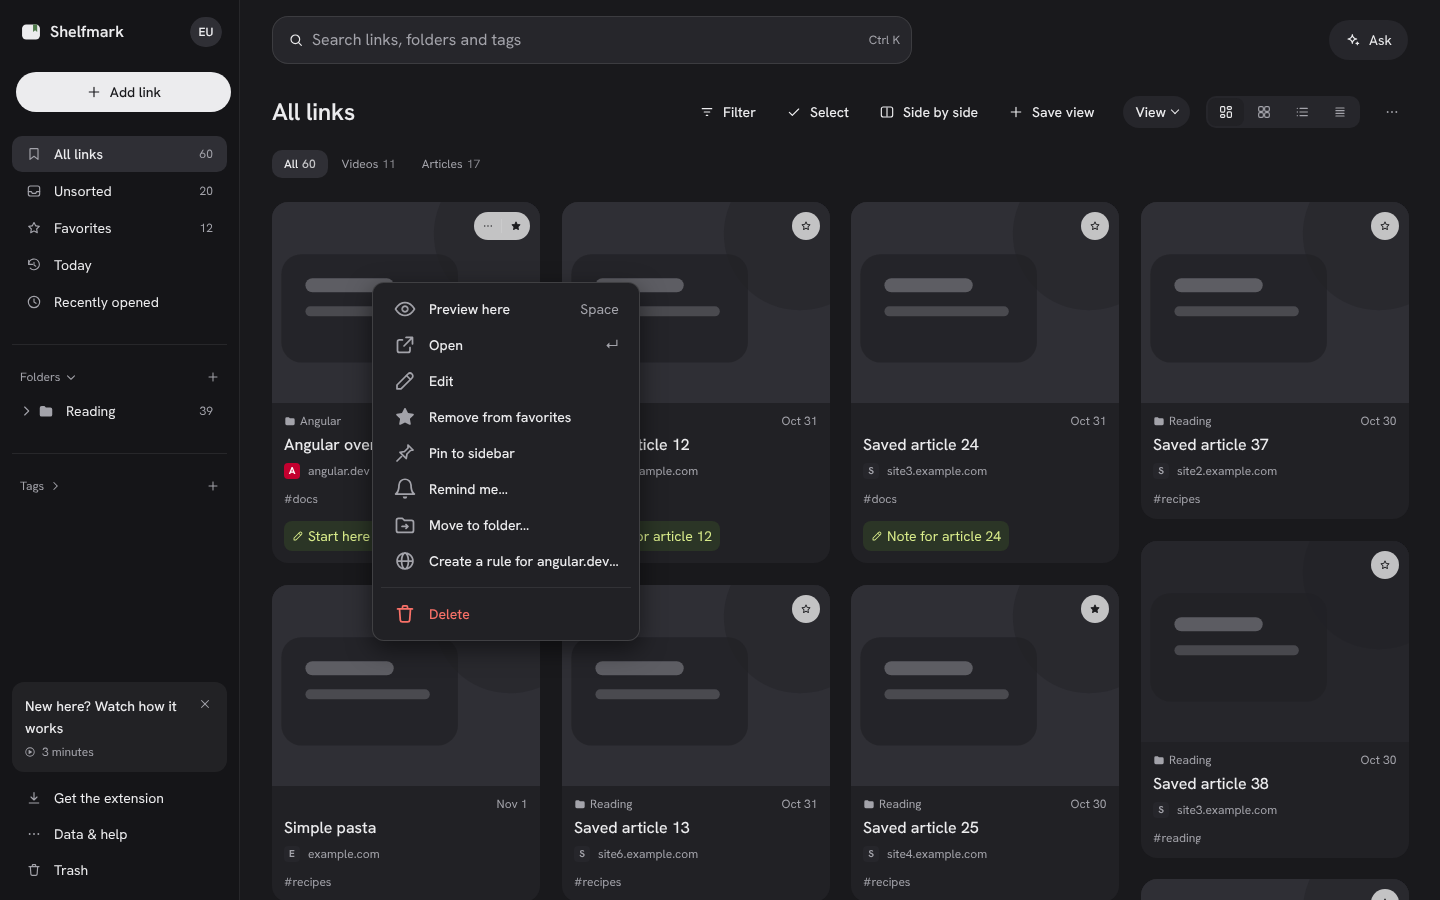 Shelfmark
EU
Add link
All links 60
Unsorted 20
Favorites 12
Today
Recently opened
Folders
Reading 39
Tags
New here? Watch how it
works
3 minutes
Get the extension
Data & help
Trash
Search links, folders and tags Ctrl K
Ask
All links
Filter
Select
Side by side
Save view
View
All 60
Videos 11
Articles 17
Angular
angular.dev
#docs
Start here
Preview here Space
Open
Edit
Remove from favorites
Pin to sidebar
Remind me...
Move to folder...
Create a rule for angular.dev...
Delete
Oct 31
12
article 12
Oct 31
Saved article 24
S site3.example.com
#docs
Note for article 24
Reading Oct 30
Saved article 37
S site2.example.com
#recipes
Nov 1
Simple pasta
E example.com
#recipes
Reading Oct 31
Saved article 13
S site6.example.com
#recipes
Reading Oct 30
Saved article 25
S site4.example.com
#recipes
Reading Oct 30
Saved article 38
S site3.example.com
#reading